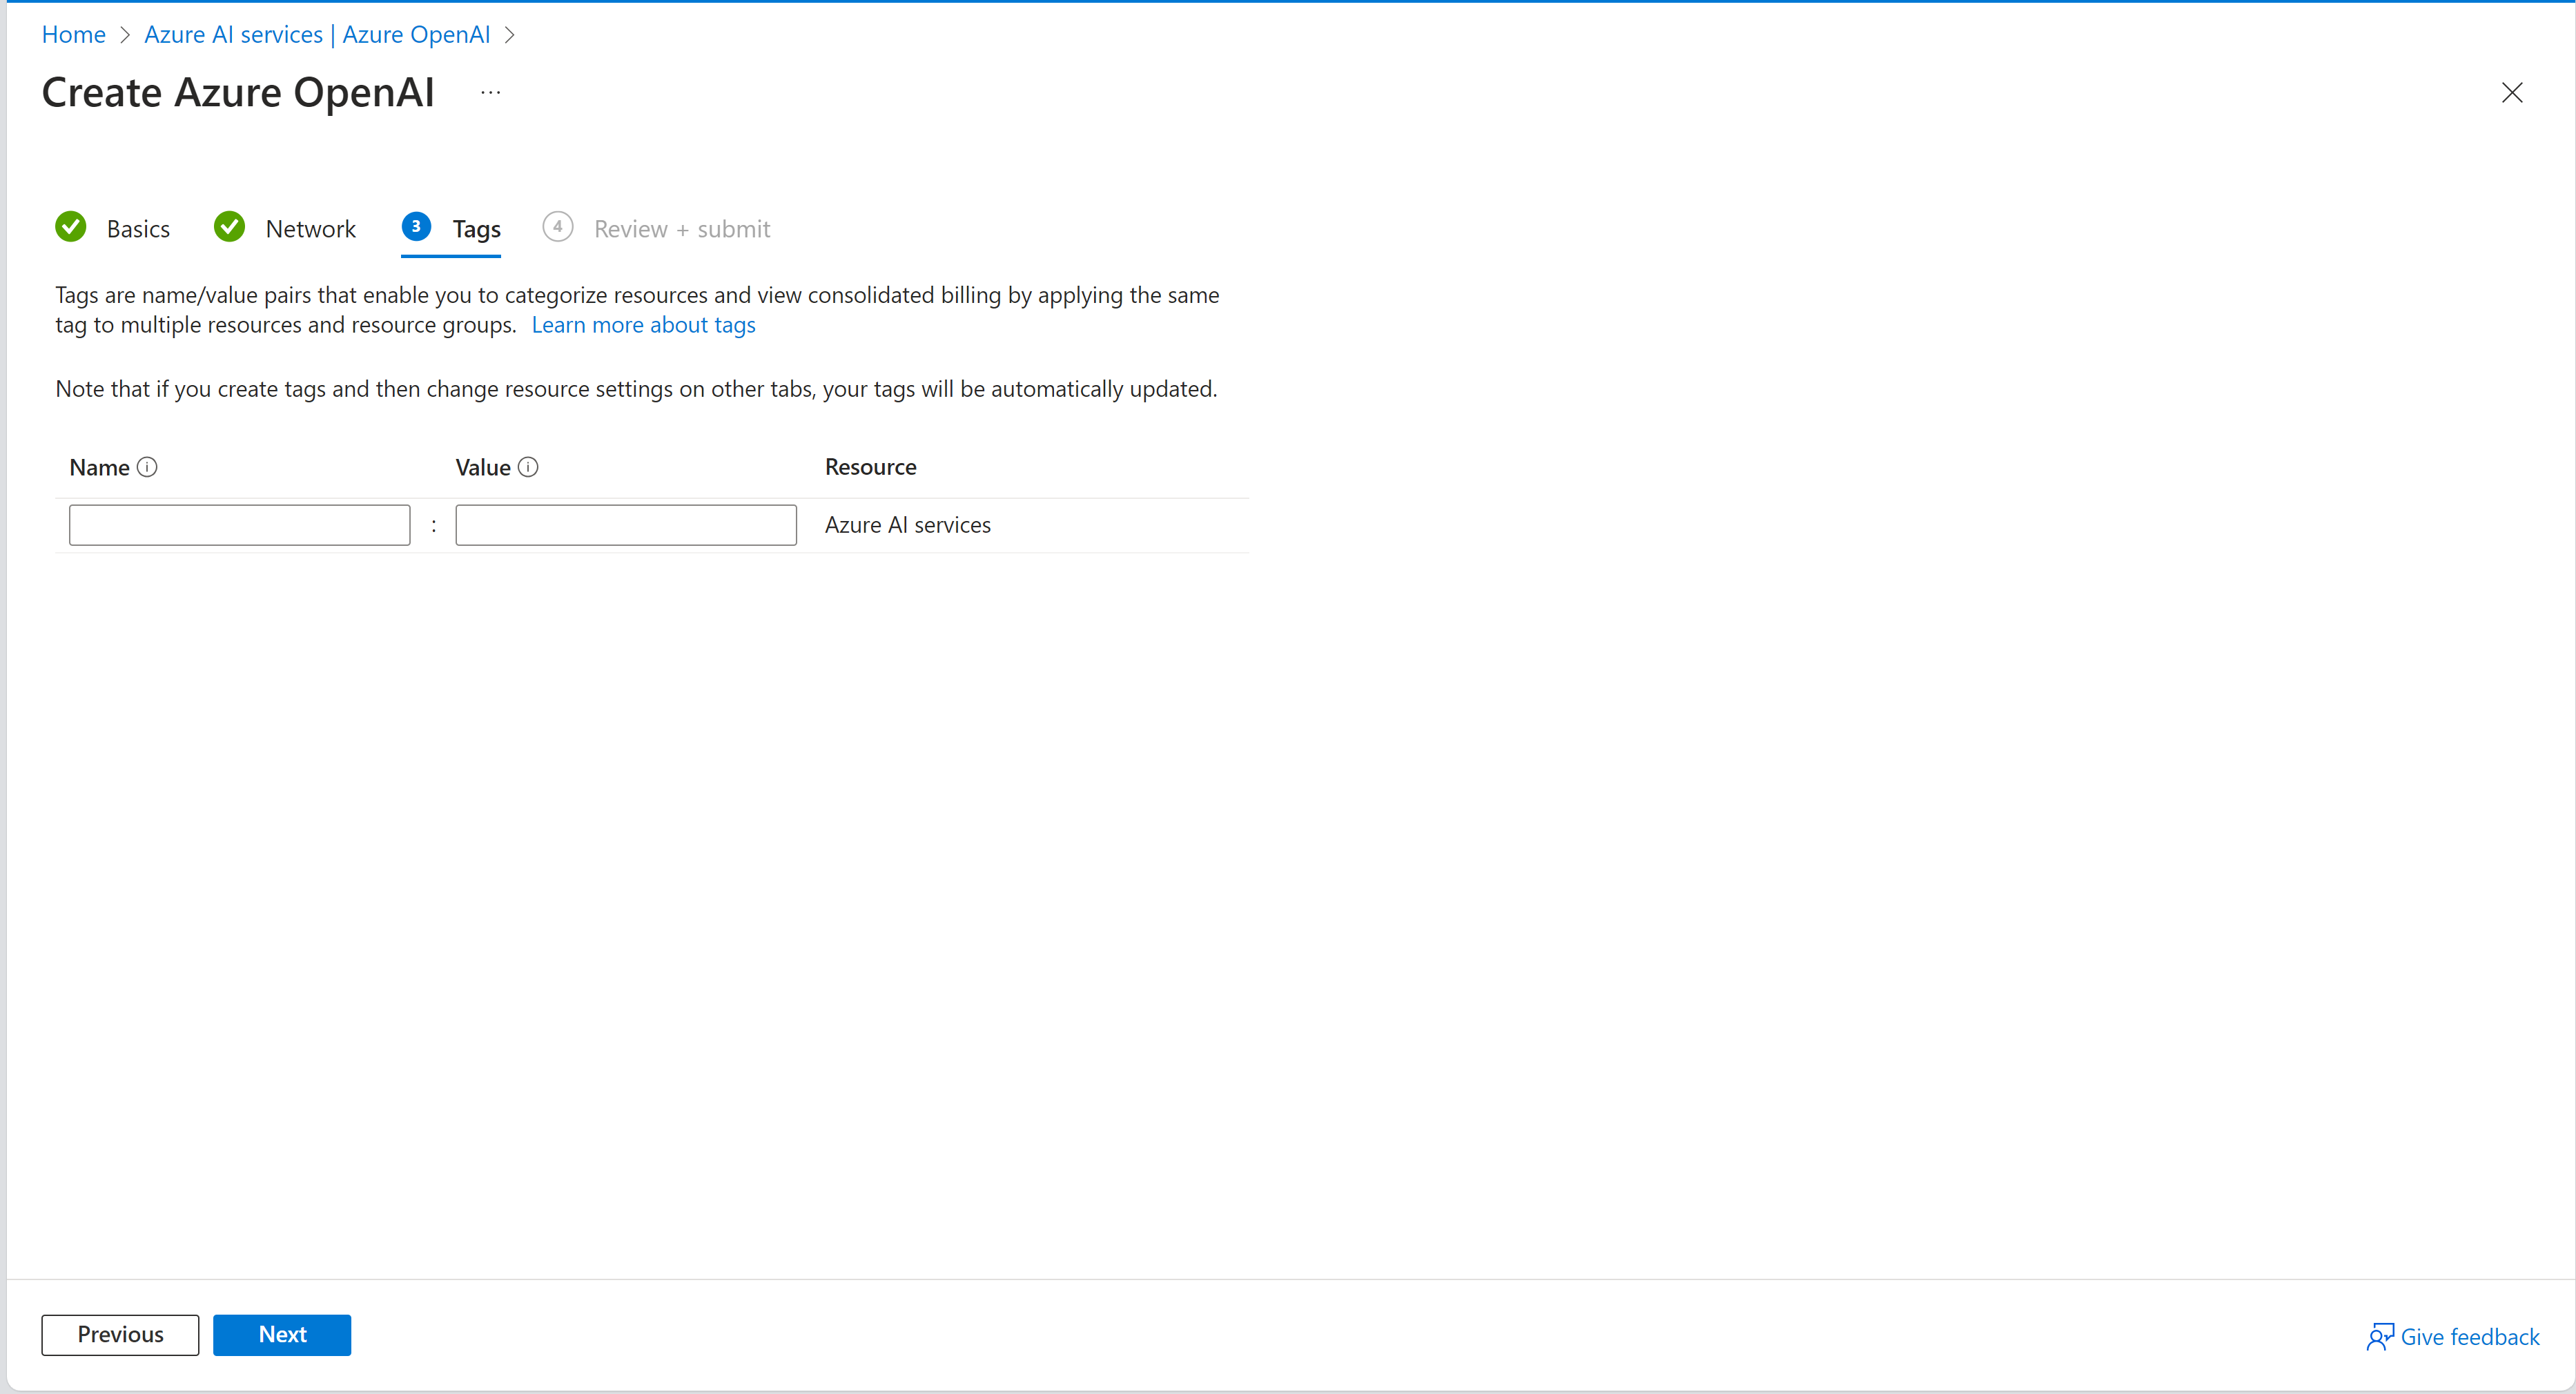 Home > Azure AI services | Azure OpenAI >
Create Azure OpenAI ...
Basics Network 3 Tags 4 Review + submit
Tags are name/value pairs that enable you to categorize resources and view consolidated billing by applying the same
tag to multiple resources and resource groups. Learn more about tags
Note that if you create tags and then change resource settings on other tabs, your tags will be automatically updated.
Name Value Resource
: Azure AI services
Previous Next Give feedback